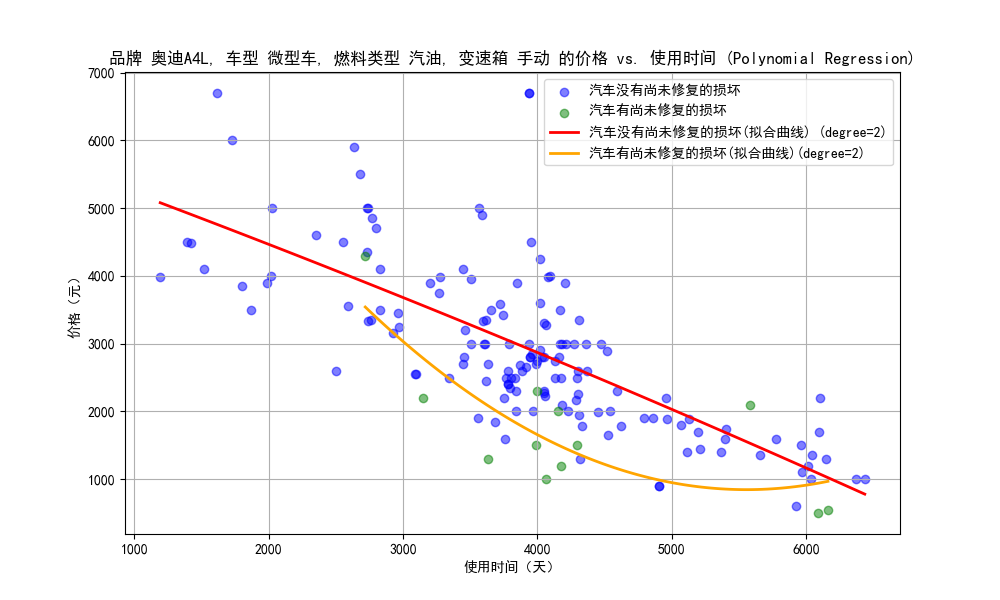 品牌 奥迪A4L, 车型 微型车, 燃料类型 汽油, 变速箱 手动 的价格 vs. 使用时间 (Polynomial Regression)
7000
6000
5000
4000
3000
2000
1000
价格（元）
汽车没有尚未修复的损坏
汽车有尚未修复的损坏
汽车没有尚未修复的损坏(拟合曲线) (degree=2)
汽车有尚未修复的损坏(拟合曲线)(degree=2)
1000 2000 3000 4000 5000 6000
使用时间（天）